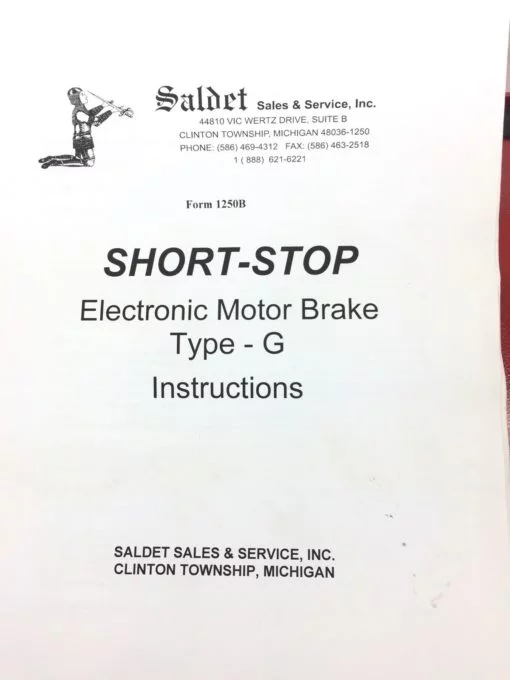 Saldet Sales & Service, Inc.
44810 VIC WERTZ DRIVE, SUITE B
CLINTON TOWNSHIP, MICHIGAN 48036-1250
PHONE: (586) 469-4312 FAX: (586) 463-2518
1 ( 888) 621-6221
Form 1250B
SHORT-STOP
Electronic Motor Brake
Type - G
Instructions
SALDET SALES & SERVICE, INC.
CLINTON TOWNSHIP, MICHIGAN